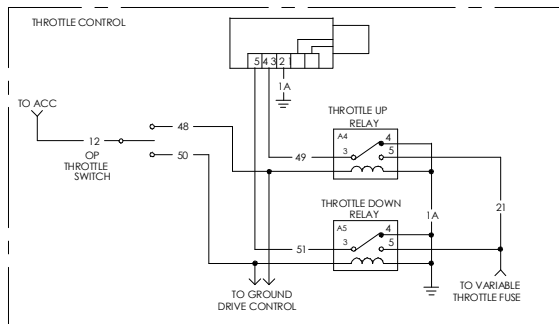 THROTTLE CONTROL
5 4 3 2 1
1A
TO ACC
12
OP
THROTTLE
SWITCH
48
50
THROTTLE UP
RELAY
A4
4
3
5
49
THROTTLE DOWN
RELAY
A5
4
3
5
51
1A
21
TO GROUND
DRIVE CONTROL
TO VARIABLE
THROTTLE FUSE